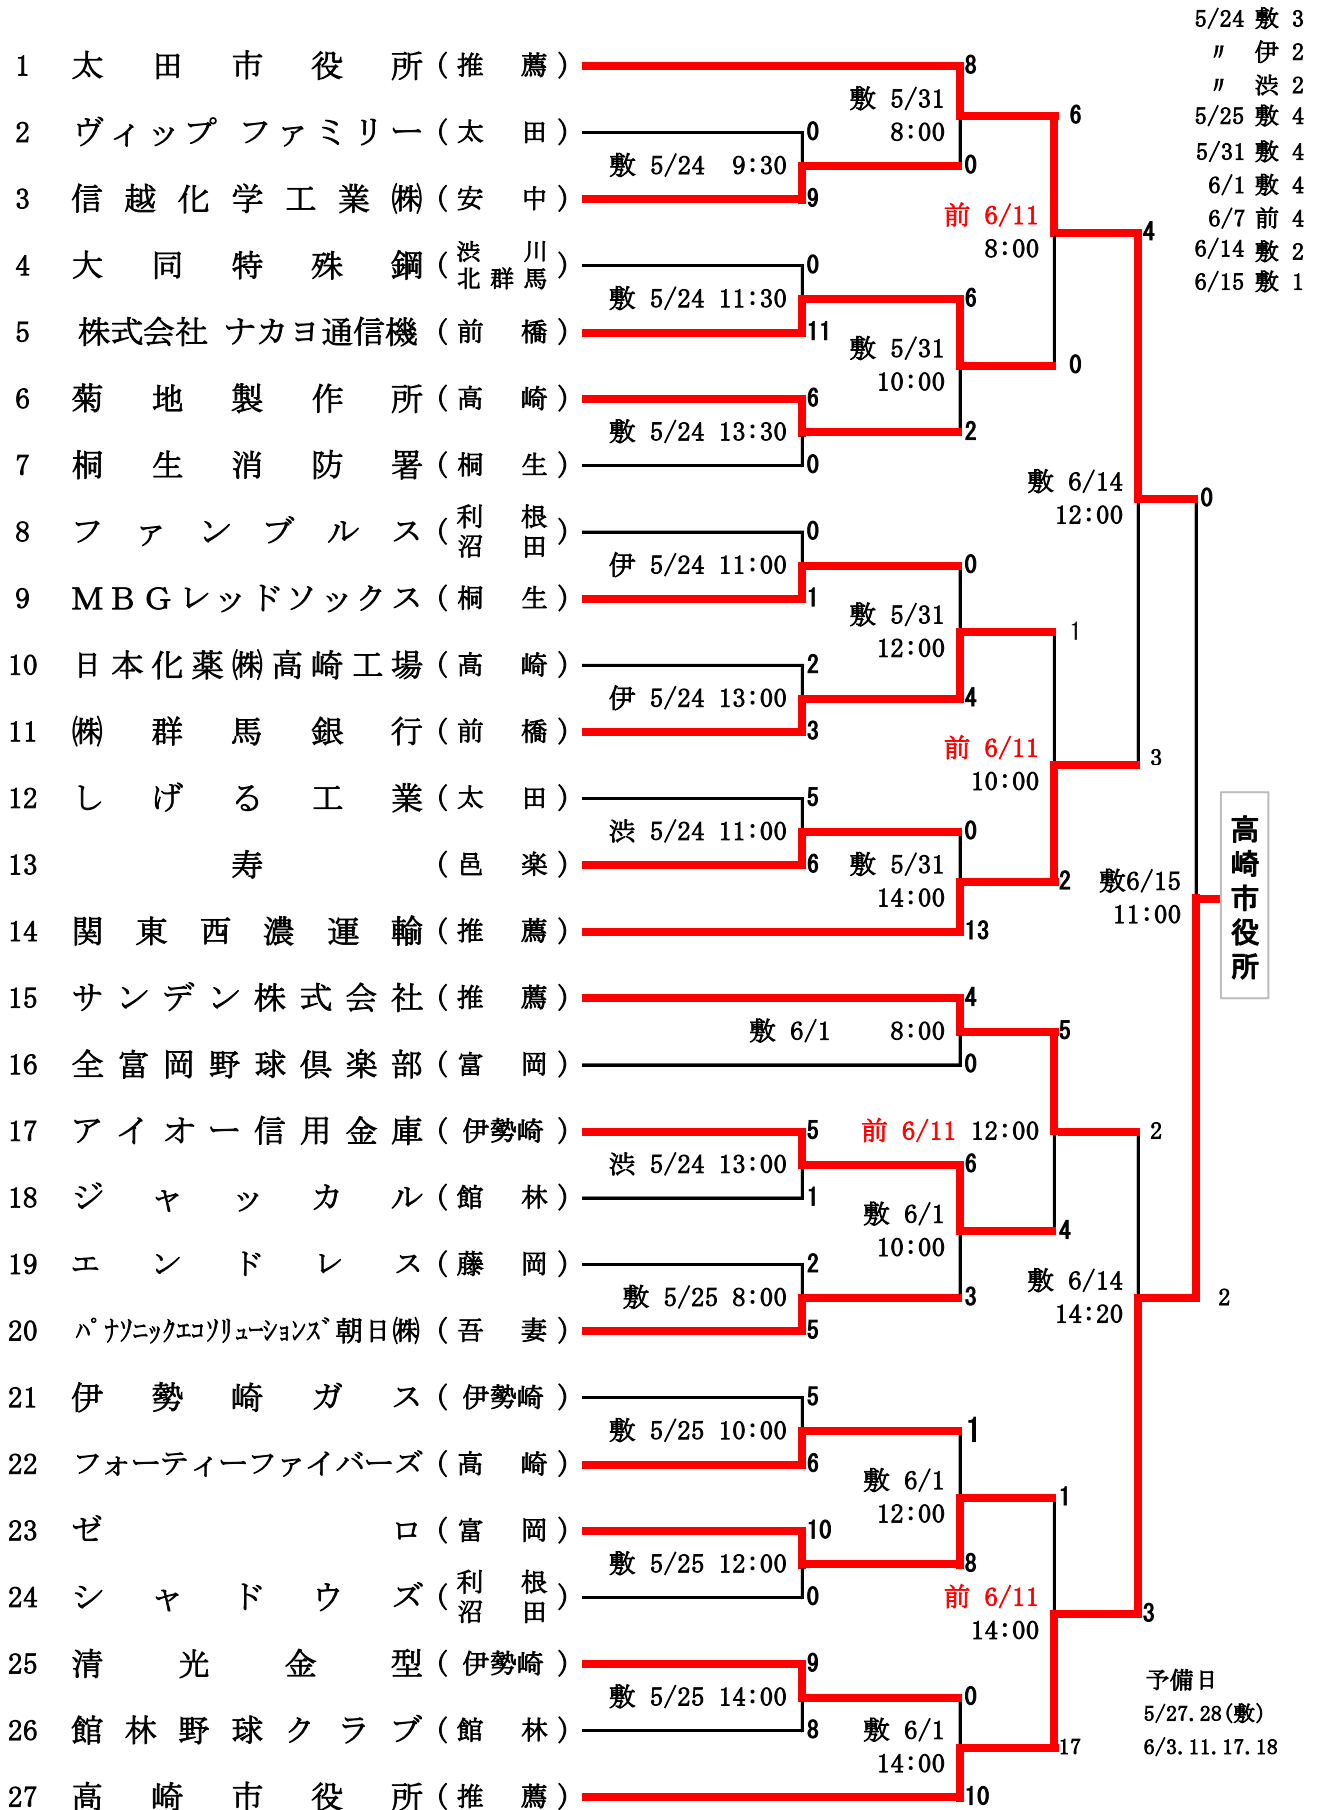 5/24 敷 3
〃 伊 2
〃 渋 2
5/25 敷 4
5/31 敷 4
6/1 敷 4
6/7 前 4
6/14 敷 2
6/15 敷 1
1 太田市役所(推薦) 8
敷 5/31
8:00
6
2 ヴィップファミリー(太田) 0
敷 5/24 9:30
0
3 信越化学工業㈱(安中) 9
前 6/11
8:00
4
4 大同特殊鋼(渋川北群馬) 0
敷 5/24 11:30
6
5 株式会社 ナカヨ通信機(前橋) 11
敷 5/31
10:00
0
6 菊地製作所(高崎) 6
敷 5/24 13:30
2
7 桐生消防署(桐生) 0
敷 6/14
12:00
0
8 ファンブルス(利根沼田) 0
伊 5/24 11:00
0
9 MBGレッドソックス(桐生) 1
敷 5/31
12:00
1
10 日本化薬㈱高崎工場(高崎) 2
伊 5/24 13:00
4
11 ㈱群馬銀行(前橋) 3
前 6/11
10:00
3
12 しげる工業(太田) 5
渋 5/24 11:00
0
13 寿(邑楽) 6
敷 5/31
14:00
2
敷6/15
11:00
高崎市役所
14 関東西濃運輸(推薦) 13
15 サンデン株式会社(推薦) 4
敷 6/1 8:00
5
16 全富岡野球倶楽部(富岡) 0
17 アイオー信用金庫(伊勢崎) 5
前 6/11 12:00
2
渋 5/24 13:00
6
18 ジャッカル(館林) 1
敷 6/1
10:00
4
19 エンドレス(藤岡) 2
敷 5/25 8:00
3
敷 6/14
14:20
2
20 パナソニックエコソリューションズ朝日㈱(吾妻) 5
21 伊勢崎ガス(伊勢崎) 5
敷 5/25 10:00
1
22 フォーティーファイバーズ(高崎) 6
敷 6/1
12:00
1
23 ゼロ(富岡) 10
敷 5/25 12:00
8
24 シャドウズ(利根沼田) 0
前 6/11
14:00
3
25 清光金型(伊勢崎) 9
敷 5/25 14:00
0
26 館林野球クラブ(館林) 8
敷 6/1
14:00
17
27 高崎市役所(推薦) 10
予備日
5/27.28(敷)
6/3.11.17.18